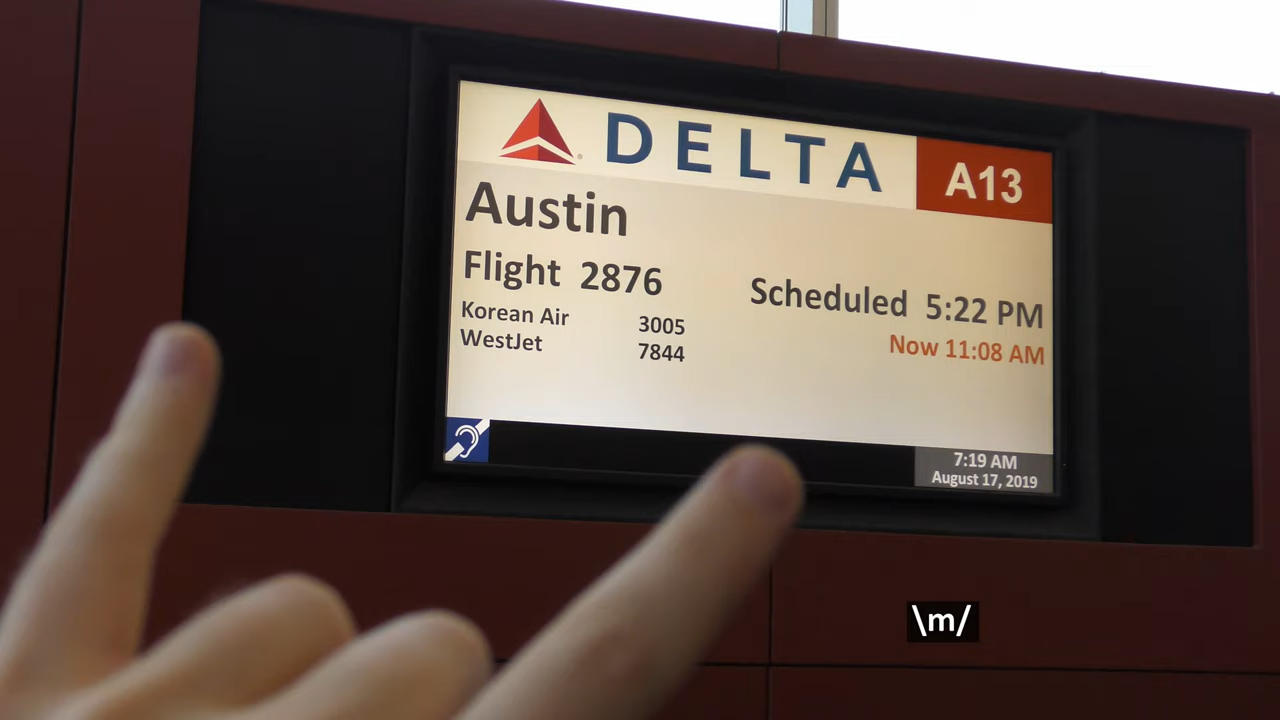 DELTA
A13
Austin
Flight 2876
Scheduled 5:22 PM
Korean Air 3005
Now 11:08 AM
WestJet 7844
7:19 AM
August 17, 2019
\m/